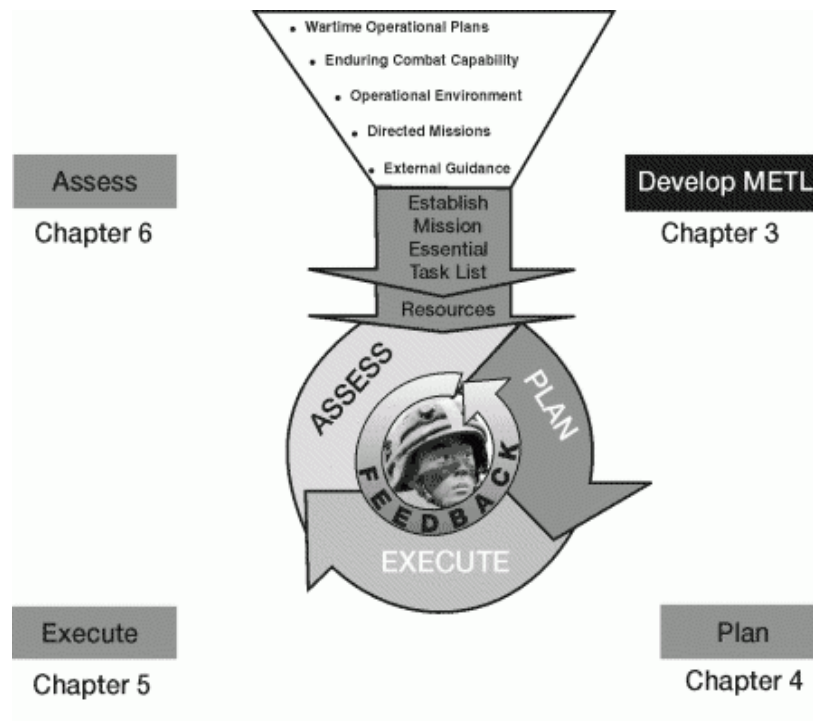 • Wartime Operational Plans
• Enduring Combat Capability
• Operational Environment
• Directed Missions
• External Guidance
Assess
Chapter 6
Develop METL
Chapter 3
Establish
Mission
Essential
Task List
Resources
ASSESS
PLAN
FEEDBACK
EXECUTE
Execute
Chapter 5
Plan
Chapter 4